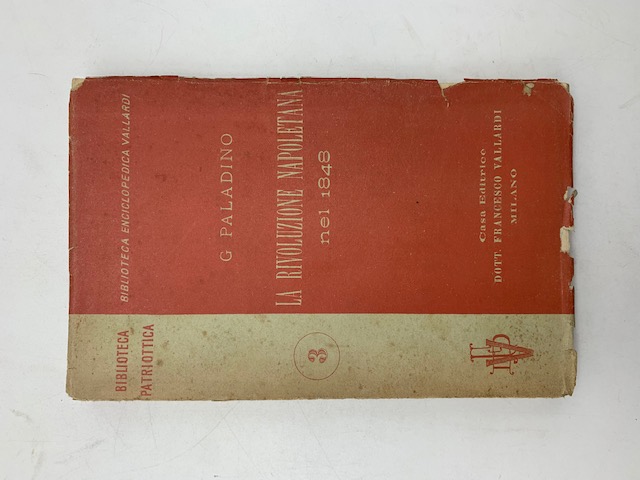 BIBLIOTECA
PATRIOTTICA
BIBLIOTECA ENCICLOPEDICA VALLARDI
G PALADINO
LA RIVOLUZIONE NAPOLETANA
nel 1848
3
Casa Editrice
DOTT. FRANCESCO VALLARDI
MILANO